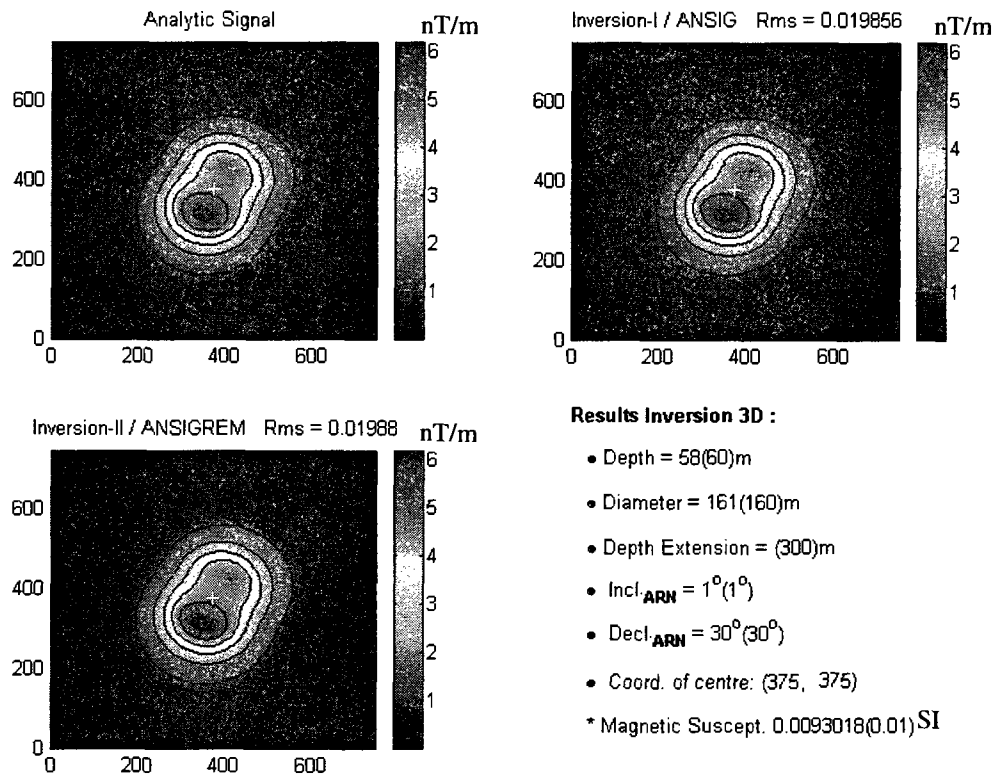 Analytic Signal
nT/m
6
5
4
3
2
1
600
400
200
0
0 200 400 600
Inversion-I / ANSIG Rms = 0.019856
nT/m
6
5
4
3
2
1
600
400
200
0
0 200 400 600
Inversion-II / ANSIGREM Rms = 0.01988
nT/m
6
5
4
3
2
1
600
400
200
0
0 200 400 600
Results Inversion 3D :
• Depth = 58(60)m
• Diameter = 161(160)m
• Depth Extension = (300)m
• Incl.ARN = 1°(1°)
• Decl.ARN = 30°(30°)
• Coord. of centre: (375, 375)
* Magnetic Suscept. 0.0093018(0.01) SI